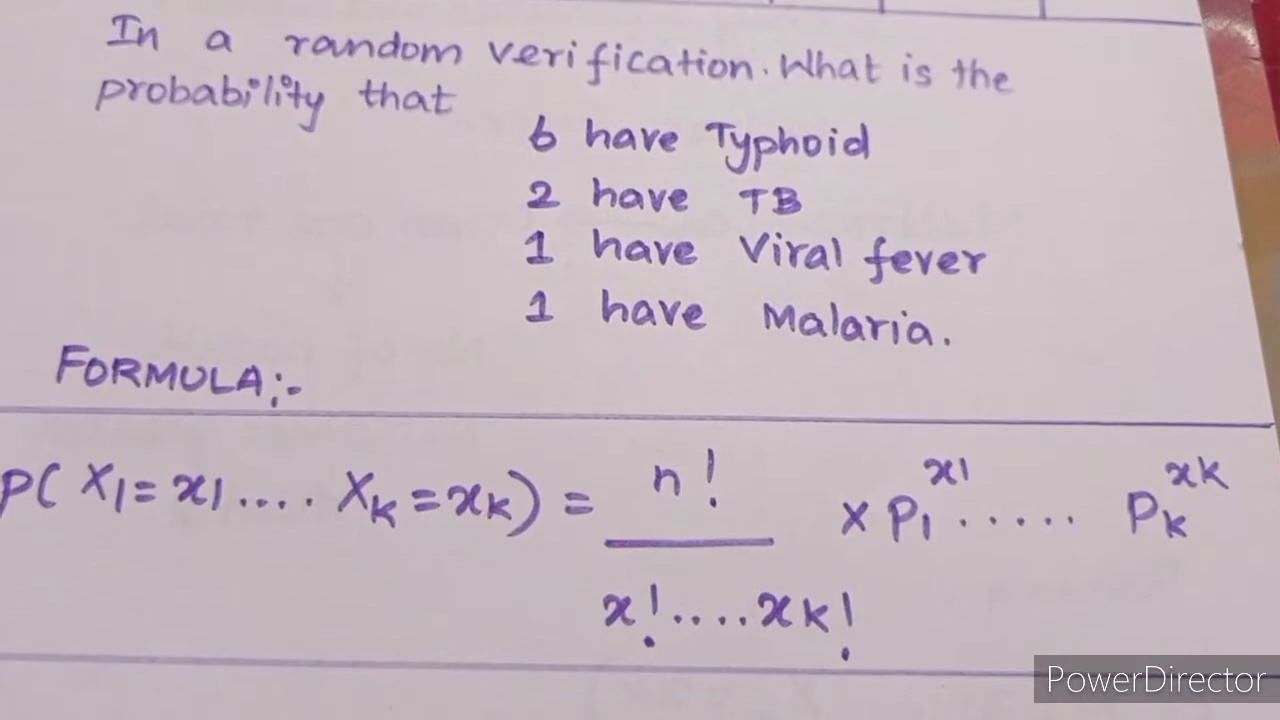 In a random verification. What is the
probability that
6 have Typhoid
2 have TB
1 have Viral fever
1 have Malaria.
FORMULA:-
P( X1 = x1 .... Xk = xk) = n! / x! .... xk! × P1^x1 ..... Pk^xk
PowerDirector